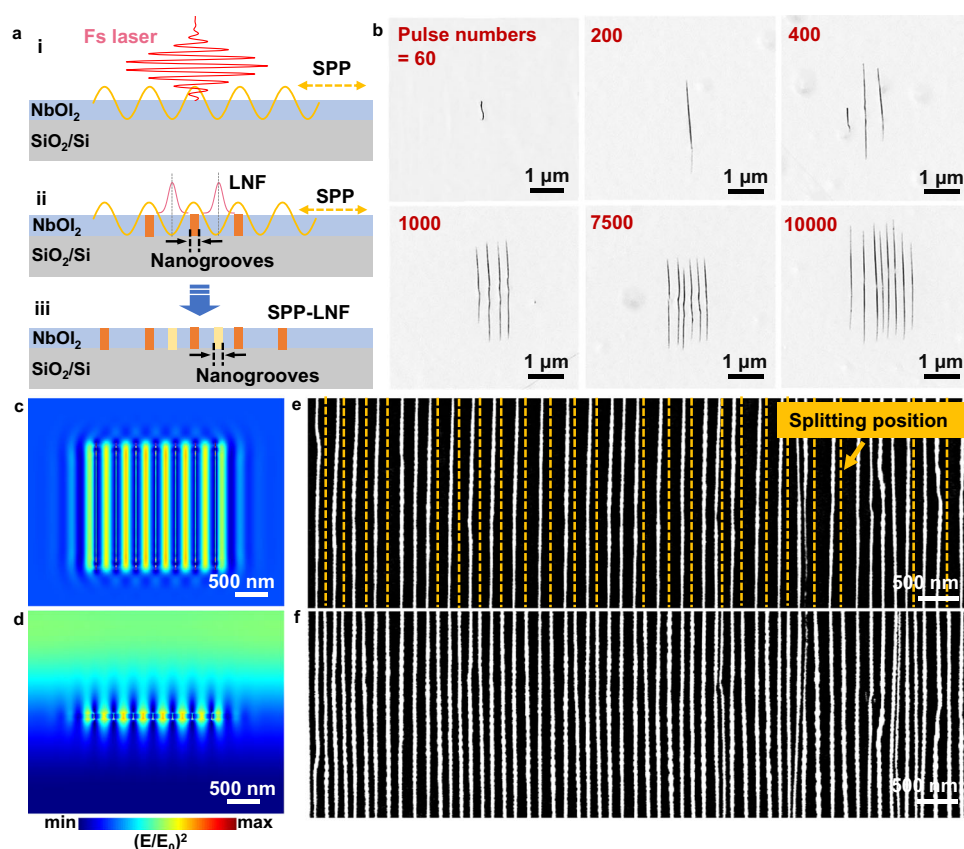 a
i
Fs laser
SPP
NbOI₂
SiO₂/Si
ii
LNF
SPP
NbOI₂
SiO₂/Si
Nanogrooves
iii
SPP-LNF
NbOI₂
SiO₂/Si
Nanogrooves
b
Pulse numbers
= 60
1 μm
200
1 μm
400
1 μm
1000
1 μm
7500
1 μm
10000
1 μm
c
500 nm
d
500 nm
min
max
(E/E₀)²
e
Splitting position
500 nm
f
500 nm